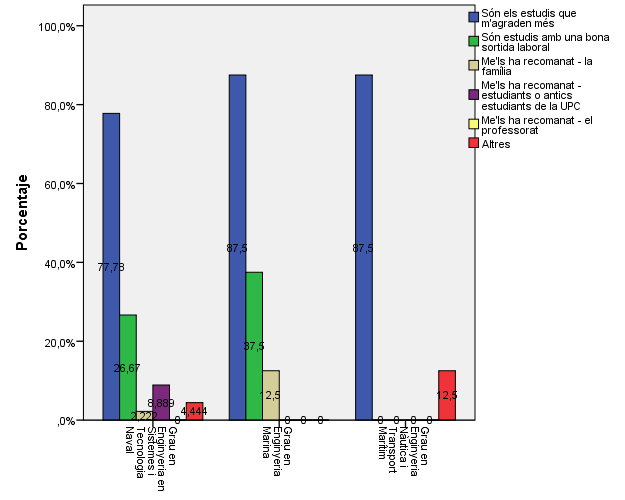 Són els estudis que
m'agraden més
Són estudis amb una bona
sortida laboral
Me'ls ha recomanat - la
família
Me'ls ha recomanat -
estudiants o antics
estudiants de la UPC
Me'ls ha recomanat - el
professorat
Altres
Porcentaje
100,0%
80,0%
60,0%
40,0%
20,0%
,0%
77,78
26,67
2,222
8,889
0
4,444
87,5
37,5
12,5
0
0
0
87,5
0
0
0
0
12,5
Grau en
Enginyeria en
Sistemes i
Tecnologia
Naval
Grau en
Enginyeria
Marina
Grau en
Enginyeria
Nàutica i
Transport
Marítim